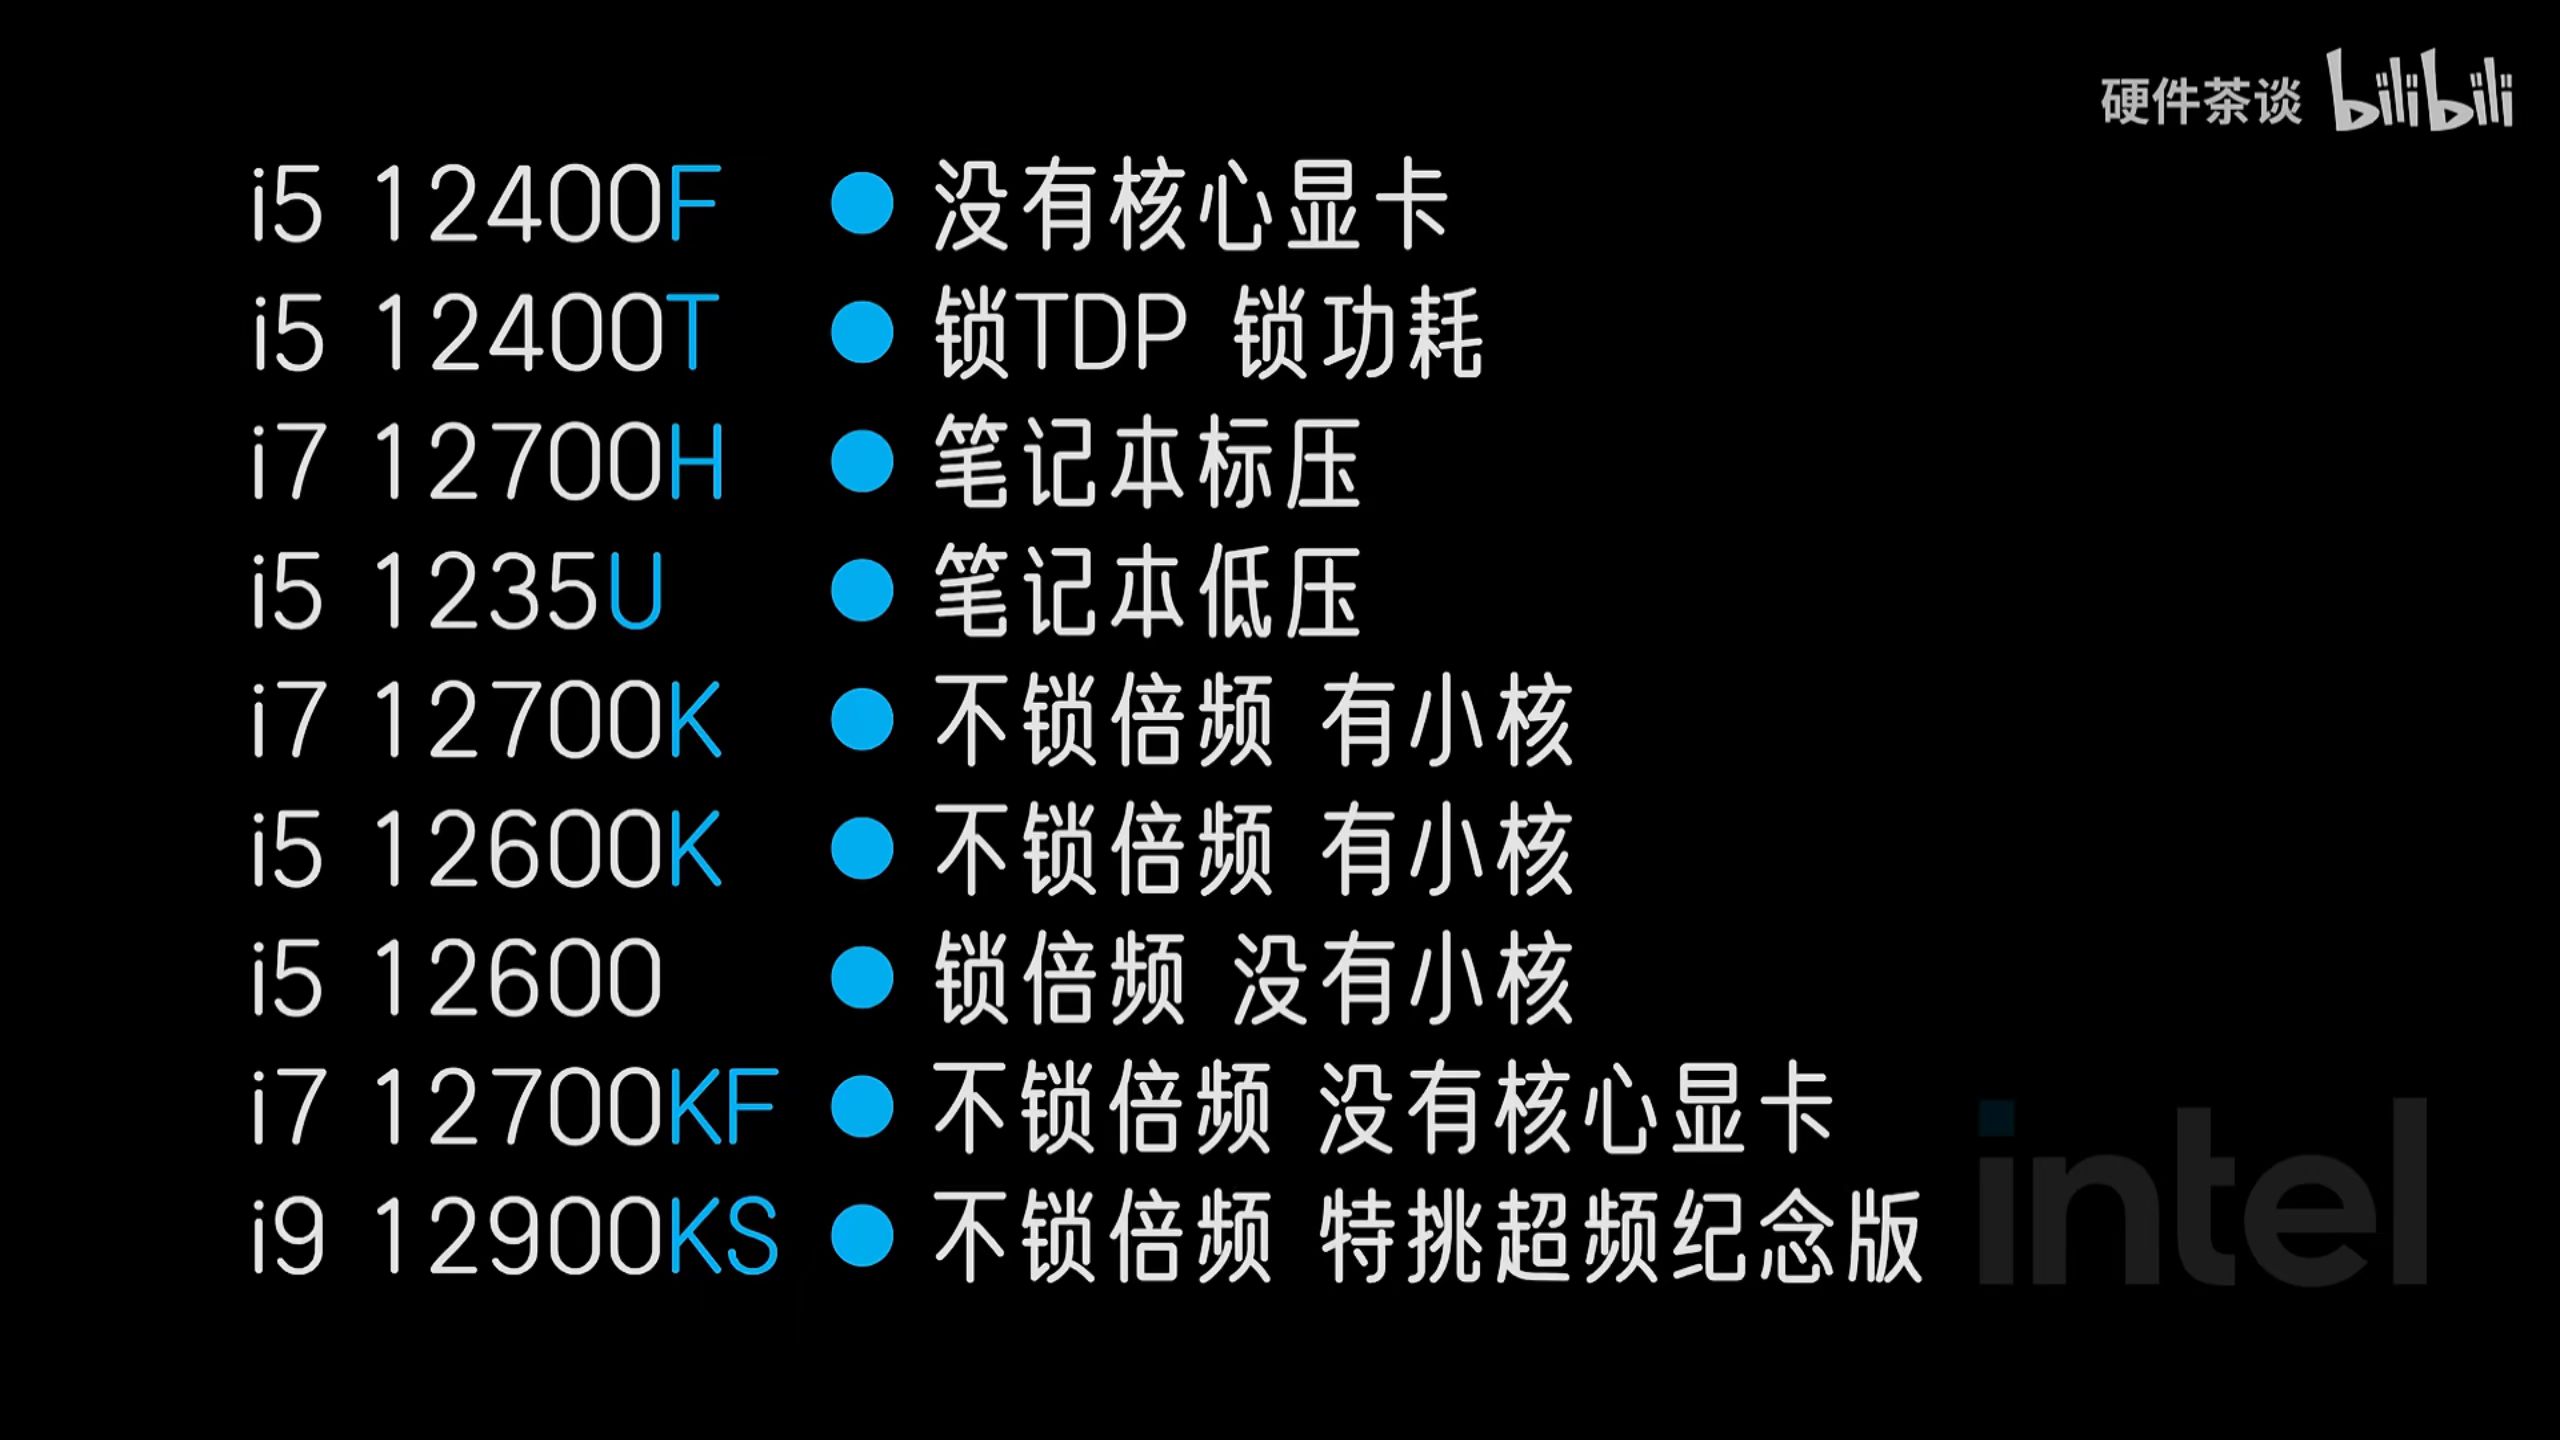 硬件茶谈 bilibili
i5 12400F ● 没有核心显卡
i5 12400T ● 锁TDP 锁功耗
i7 12700H ● 笔记本标压
i5 1235U ● 笔记本低压
i7 12700K ● 不锁倍频 有小核
i5 12600K ● 不锁倍频 有小核
i5 12600 ● 锁倍频 没有小核
i7 12700KF ● 不锁倍频 没有核心显卡
i9 12900KS ● 不锁倍频 特挑超频纪念版
intel